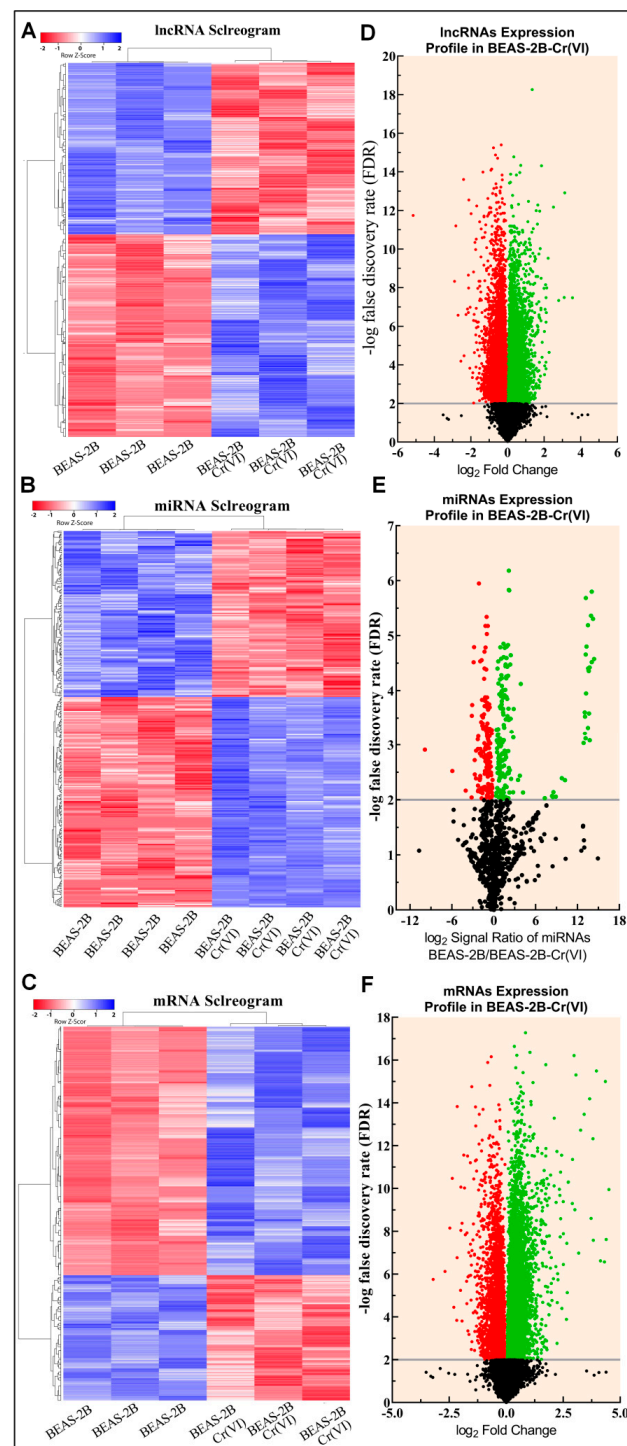 A
lncRNA Sclreogram
-2 -1 0 1 2
Row Z-Score
BEAS-2B
BEAS-2B
BEAS-2B
BEAS-2B
Cr(VI)
BEAS-2B
Cr(VI)
BEAS-2B
Cr(VI)
D
lncRNAs Expression
Profile in BEAS-2B-Cr(VI)
-log false discovery rate (FDR)
20
18
16
14
12
10
8
6
4
2
0
-6 -4 -2 0 2 4 6
log2 Fold Change
B
miRNA Sclreogram
-2 -1 0 1 2
Row Z-Score
BEAS-2B
BEAS-2B
BEAS-2B
BEAS-2B
BEAS-2B
Cr(VI)
BEAS-2B
Cr(VI)
BEAS-2B
Cr(VI)
BEAS-2B
Cr(VI)
E
miRNAs Expression
Profile in BEAS-2B-Cr(VI)
-log false discovery rate (FDR)
7
6
5
4
3
2
1
0
-12 -6 0 6 12 18
log2 Signal Ratio of miRNAs
BEAS-2B/BEAS-2B-Cr(VI)
C
mRNA Sclreogram
-2 -1 0 1 2
Row Z-Score
BEAS-2B
BEAS-2B
BEAS-2B
BEAS-2B
Cr(VI)
BEAS-2B
Cr(VI)
BEAS-2B
Cr(VI)
F
mRNAs Expression
Profile in BEAS-2B-Cr(VI)
-log false discovery rate (FDR)
18
16
14
12
10
8
6
4
2
0
-5.0 -2.5 0.0 2.5 5.0
log2 Fold Change